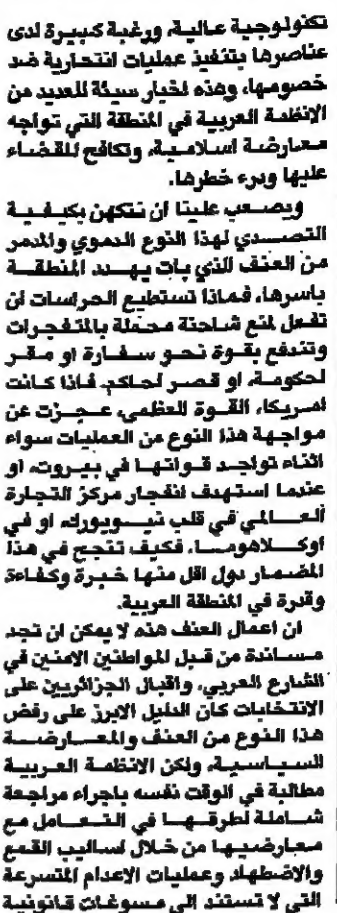 تكنولوجية عالية، ورغبة كبيرة لدى
عناصرها بتنفيذ عمليات انتحارية ضد
خصومها، وهذه اخبار سيئة للعديد من
الانظمة العربية في المنطقة التي تواجه
معارضة اسلامية، وتكافح للقضاء
عليها ودرء خطرها.
ويصعب علينا ان نتكهن بكيفية
التصدي لهذا النوع الدموي والمدمر
من العنف الذي بات يهدد المنطقة
باسرها، فماذا تستطيع الحراسات ان
تفعل لمنع شاحنة محملة بالمتفجرات
وتندفع بقوة نحو سفارة او مقر
لحكومة، او قصر لحاكم. فاذا كانت
امريكا، القوة العظمى، عجزت عن
مواجهة هذا النوع من العمليات سواء
اثناء تواجد قواتها في بيروت، او
عندما استهدف انفجار مركز التجارة
العالمي في قلب نيويورك، او في
اوكلاهوما، فكيف تنجح في هذا
المضمار دول اقل منها خبرة وكفاءة
وقدرة في المنطقة العربية.
ان اعمال العنف هذه لا يمكن ان تجد
مساندة من قبل المواطنين الامنين في
الشارع العربي، واقبال الجزائريين على
الانتخابات كان الدليل الابرز على رفض
هذا النوع من العنف والمعارضة
السياسية، ولكن الانظمة العربية
مطالبة في الوقت نفسه باجراء مراجعة
شاملة لطرقها في التعامل مع
معارضيها من خلال اساليب القمع
والاضطهاد وعمليات الاعدام المتسرعة
التي لا تستند الى مسوغات قانونية